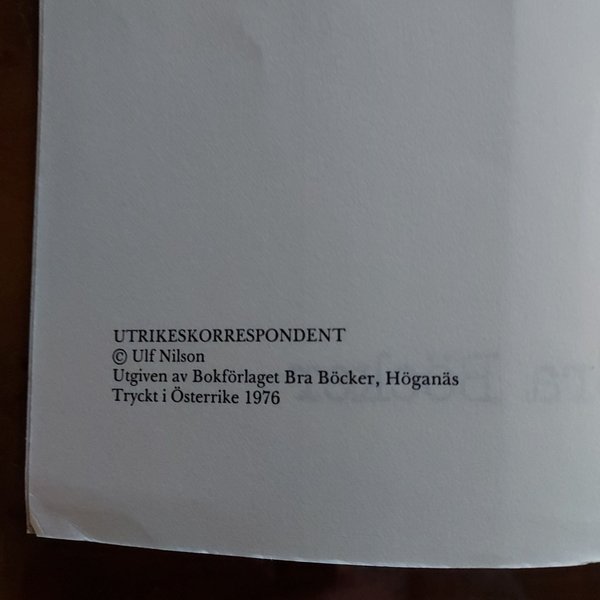 UTRIKESKORRESPONDENT
© Ulf Nilson
Utgiven av Bokförlaget Bra Böcker, Höganäs
Tryckt i Österrike 1976